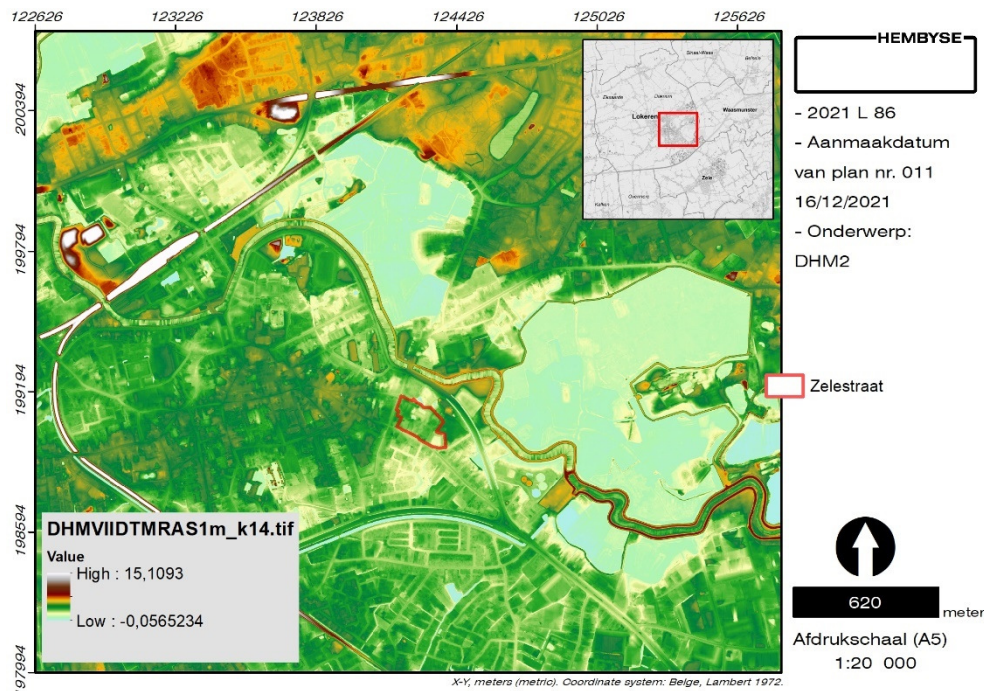 122626
123226
123826
124426
125026
125626
200394
199794
199194
198594
197994
Lokeren
Waasmunster
Zele
HEMBYSE
- 2021 L 86
- Aanmaakdatum
van plan nr. 011
16/12/2021
- Onderwerp:
DHM2
Zelestraat
DHMVIIDTMRAS1m_k14.tif
Value
High : 15,1093
Low : -0,0565234
620
meter
Afdrukschaal (A5)
1:20 000
X-Y, meters (metric). Coordinate system: Belge, Lambert 1972.